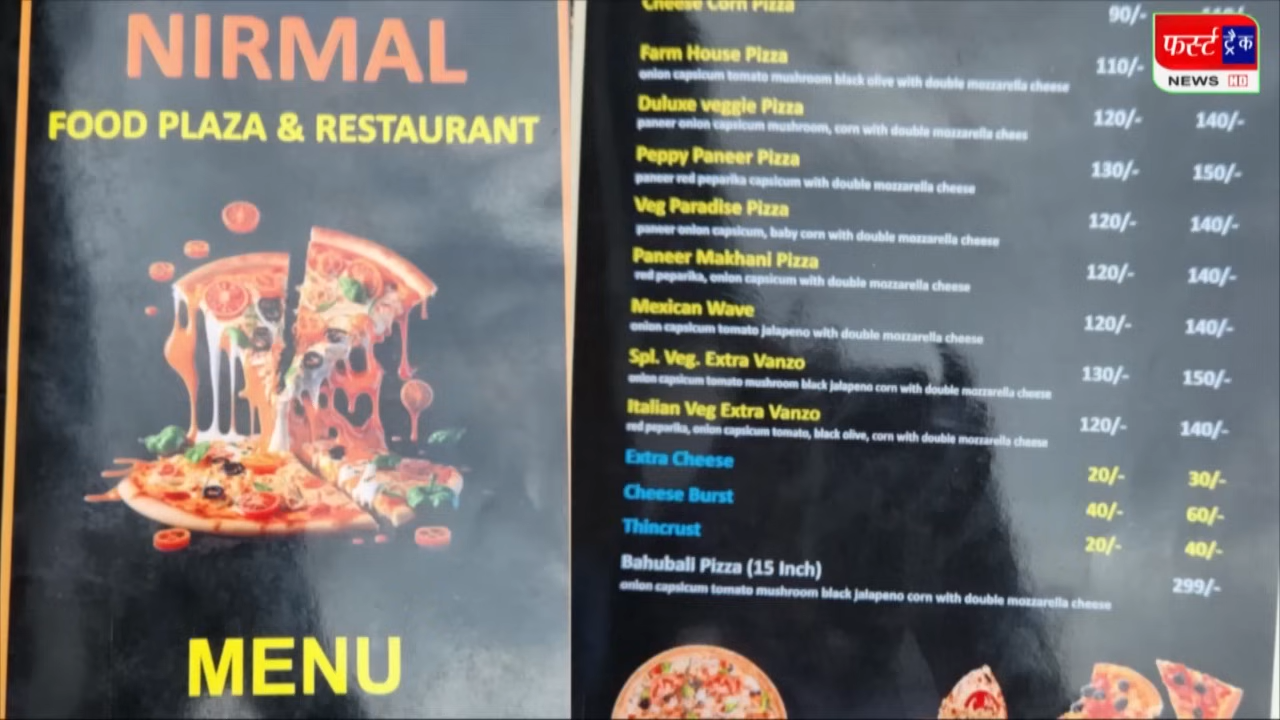 NIRMAL
FOOD PLAZA & RESTAURANT
MENU
Cheese Corn Pizza 90/-
Farm House Pizza 110/-
onion capsicum tomato mushroom black olive with double mozzarella cheese
Duluxe veggie Pizza 120/- 140/-
paneer onion capsicum mushroom, corn with double mozzarella chees
Peppy Paneer Pizza 130/- 150/-
paneer red peparika capsicum with double mozzarella cheese
Veg Paradise Pizza 120/- 140/-
paneer onion capsicum, baby corn with double mozzarella cheese
Paneer Makhani Pizza 120/- 140/-
red peparika, onion capsicum with double mozzarella cheese
Mexican Wave 120/- 140/-
onion capsicum tomato jalapeno with double mozzarella cheese
Spl. Veg. Extra Vanzo 130/- 150/-
onion capsicum tomato mushroom black jalapeno corn with double mozzarella cheese
Italian Veg Extra Vanzo 120/- 140/-
red peparika, onion capsicum tomato, black olive, corn with double mozzarella cheese
Extra Cheese 20/- 30/-
Cheese Burst 40/- 60/-
Thincrust 20/- 40/-
Bahubali Pizza (15 Inch) 299/-
onion capsicum tomato mushroom black jalapeno corn with double mozzarella cheese
फर्स्ट ट्रैक
NEWS HD